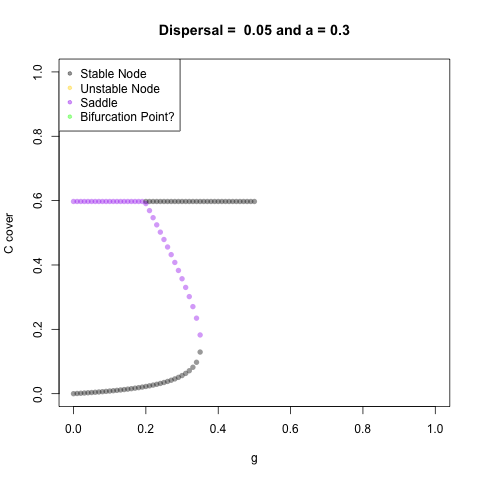 Dispersal =  0.05 and a = 0.3
Stable Node
Unstable Node
Saddle
Bifurcation Point?
C cover
1.0
0.8
0.6
0.4
0.2
0.0
0.0 0.2 0.4 0.6 0.8 1.0
g